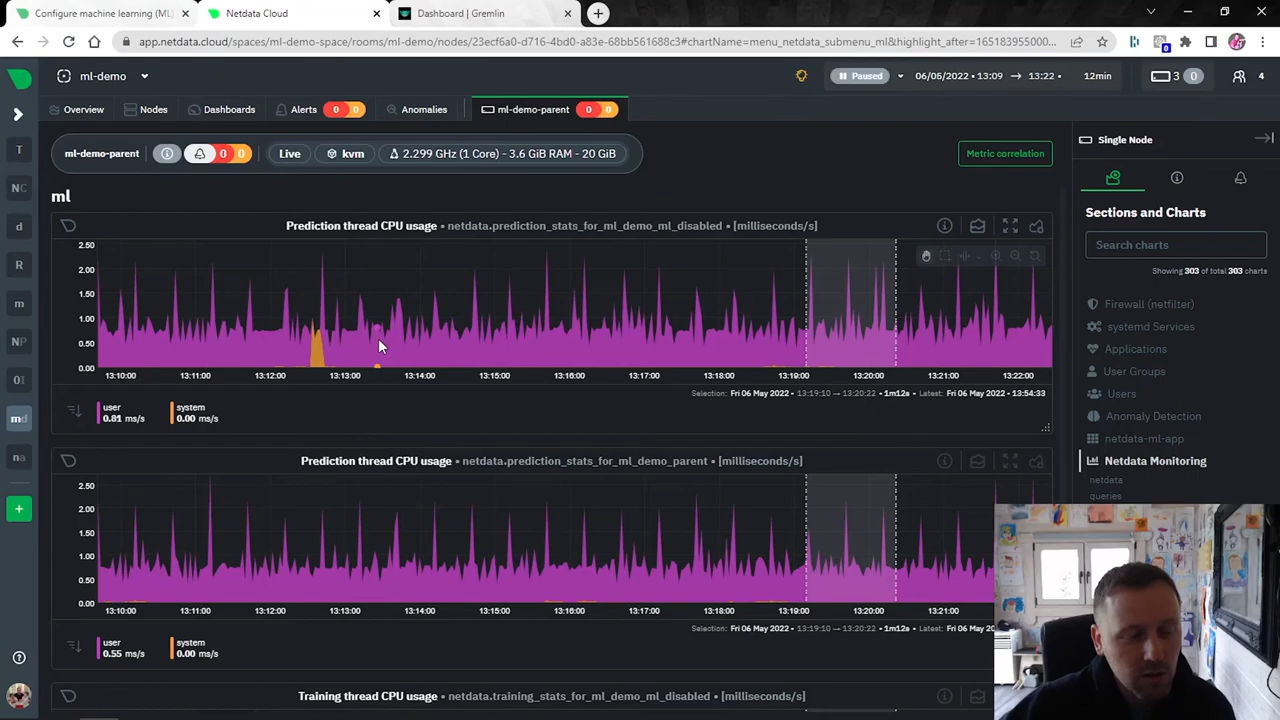 Configure machine learning (ML)
Netdata Cloud
Dashboard | Gremlin
app.netdata.cloud/spaces/ml-demo-space/rooms/ml-demo/nodes/23ecf6a0-d716-4bd0-a83e-68bb561688c3#chartName=menu_netdata_submenu_ml&highlight_after=165183955000...
0
ml-demo
Paused
06/05/2022 • 13:09 → 13:22 • 12min
3 0
4
Overview
Nodes
Dashboards
Alerts 0 0
Anomalies
ml-demo-parent 0 0
T
NC
d
R
m
NP
md
na
ml-demo-parent
0 0
Live
kvm
2.299 GHz (1 Core) - 3.6 GiB RAM - 20 GiB
Metric correlation
ml
Prediction thread CPU usage • netdata.prediction_stats_for_ml_demo_ml_disabled • [milliseconds/s]
2.50
2.00
1.50
1.00
0.50
0.00
13:10:00 13:11:00 13:12:00 13:13:00 13:14:00 13:15:00 13:16:00 13:17:00 13:18:00 13:19:00 13:20:00 13:21:00 13:22:00
Selection: Fri 06 May 2022 • 13:19:10 → 13:20:22 • 1m12s • Latest: Fri 06 May 2022 • 13:54:33
user
0.81 ms/s
system
0.00 ms/s
Prediction thread CPU usage • netdata.prediction_stats_for_ml_demo_parent • [milliseconds/s]
2.50
2.00
1.50
1.00
0.50
0.00
13:10:00 13:11:00 13:12:00 13:13:00 13:14:00 13:15:00 13:16:00 13:17:00 13:18:00 13:19:00 13:20:00 13:21:00
Selection: Fri 06 May 2022 • 13:19:10 → 13:20:22 • 1m12s • Latest: Fri 06 May
user
0.55 ms/s
system
0.00 ms/s
Training thread CPU usage • netdata.training_stats_for_ml_demo_ml_disabled • [milliseconds/s]
Single Node
Sections and Charts
Search charts
Showing 303 of total 303 charts
Firewall (netfilter)
systemd Services
Applications
User Groups
Users
Anomaly Detection
netdata-ml-app
Netdata Monitoring
netdata
queries